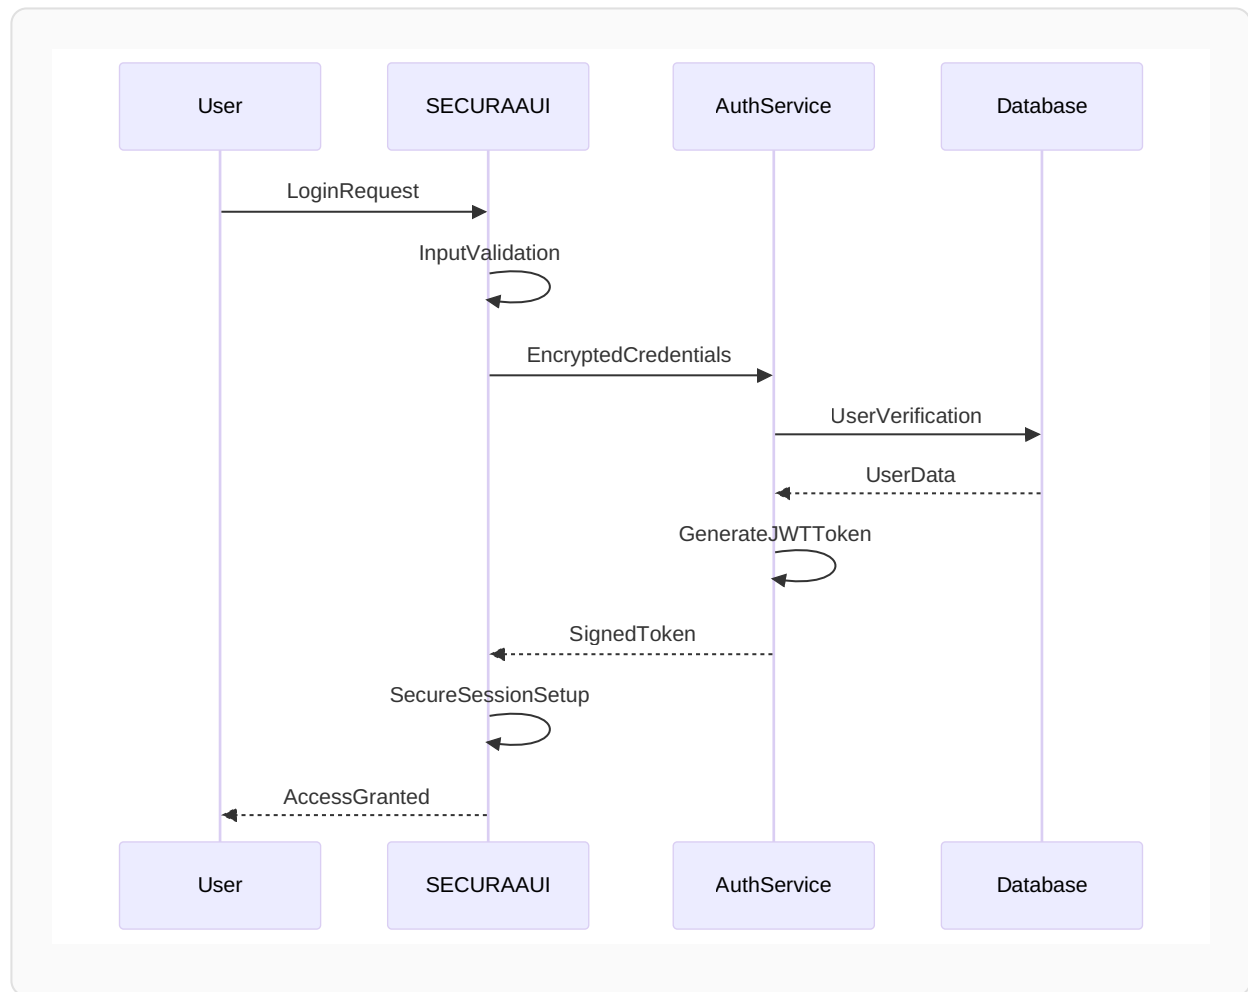 User
SECURAAUI
AuthService
Database
LoginRequest
InputValidation
EncryptedCredentials
UserVerification
UserData
GenerateJWTToken
SignedToken
SecureSessionSetup
AccessGranted
User
SECURAAUI
AuthService
Database